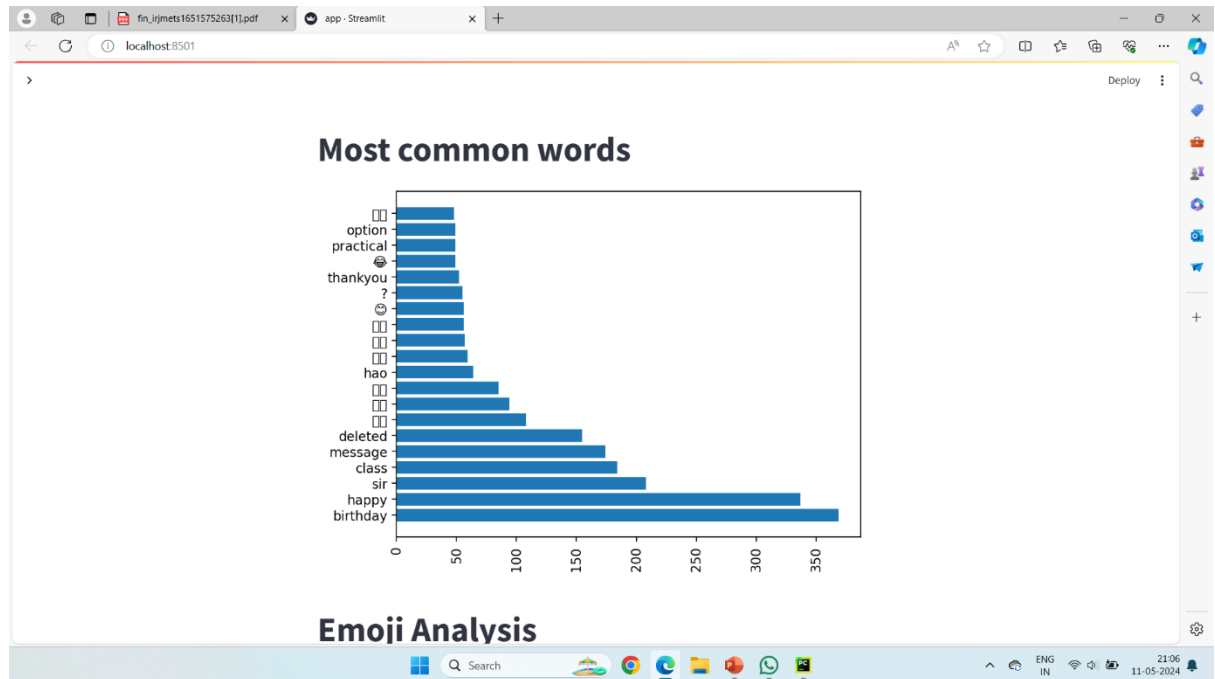 fin_irjmets1651575263[1].pdf
app · Streamlit
localhost:8501
Deploy
Most common words
option
practical
😂
thankyou
?
😊
hao
deleted
message
class
sir
happy
birthday
0 50 100 150 200 250 300 350
Emoji Analysis
Search
ENG
IN
21:06
11-05-2024